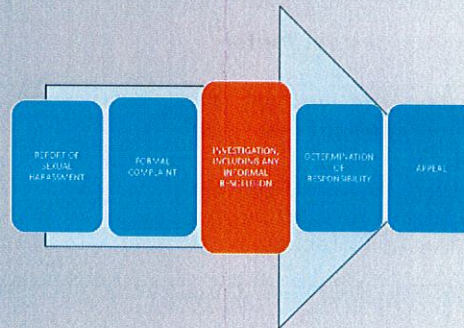 REPORT OF
SEXUAL
HARASSMENT
FORMAL
COMPLAINT
INVESTIGATION,
INCLUDING ANY
INFORMAL
RESOLUTION
DETERMINATION
OF
RESPONSIBILITY
APPEAL